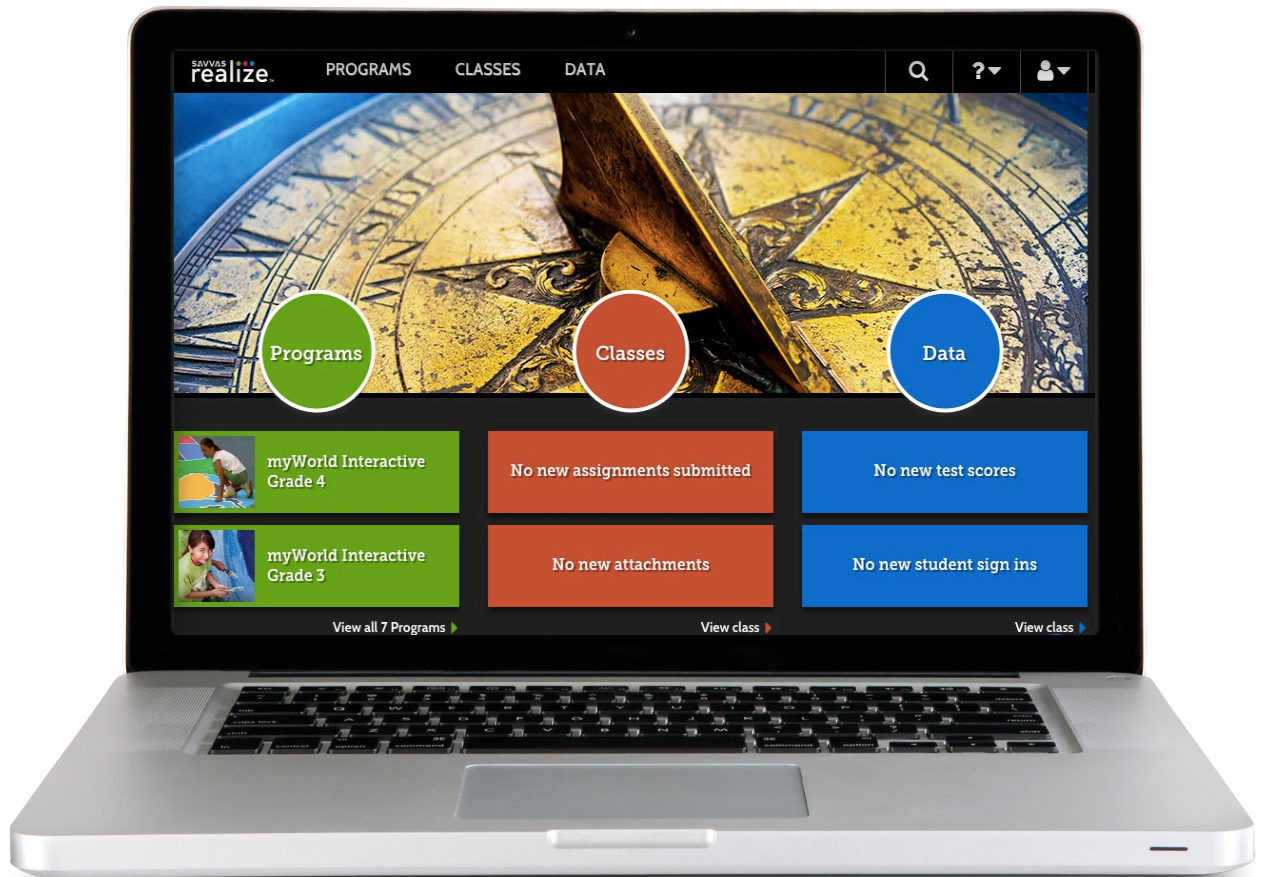 SAVVAS
realize™
PROGRAMS
CLASSES
DATA
?
Programs
Classes
Data
myWorld Interactive
Grade 4
No new assignments submitted
No new test scores
myWorld Interactive
Grade 3
No new attachments
No new student sign ins
View all 7 Programs
View class
View class